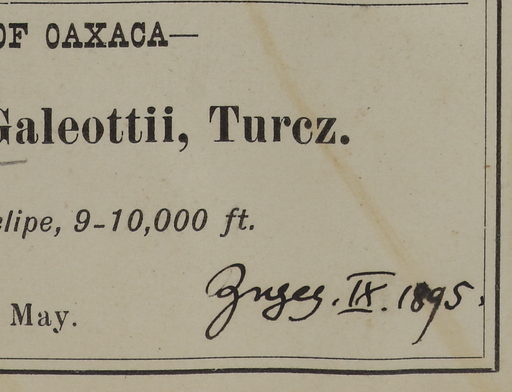 OF OAXACA—
Galeottii, Turcz.
elipe, 9-10,000 ft.
IX. 1895.
May.